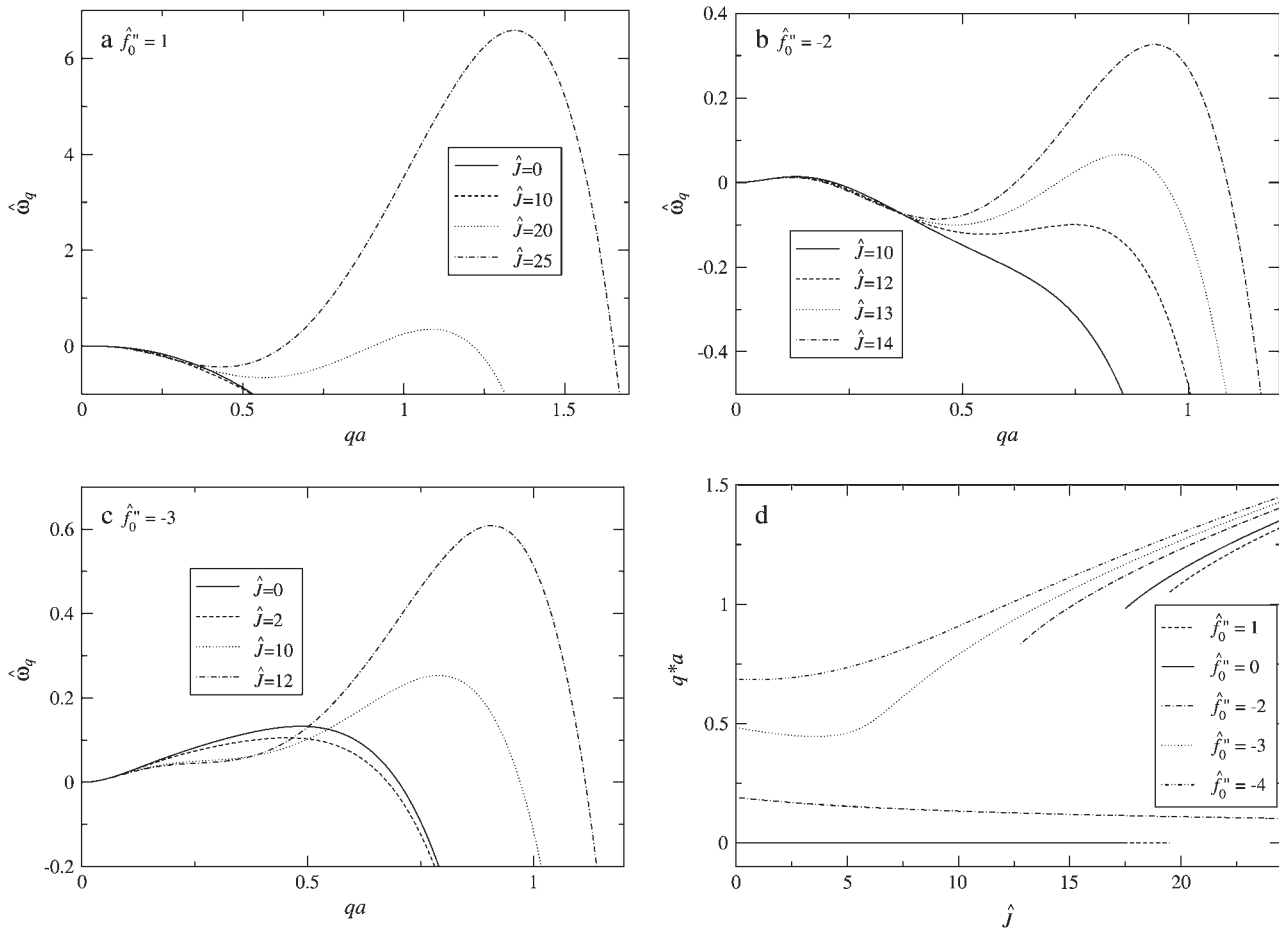 a f̂₀'' = 1
6
4
2
0
ω̂q
0
0.5
1
1.5
qa
Ĵ=0
Ĵ=10
Ĵ=20
Ĵ=25
b f̂₀'' = -2
0.4
0.2
0
-0.2
-0.4
ω̂q
0
0.5
1
qa
Ĵ=10
Ĵ=12
Ĵ=13
Ĵ=14
c f̂₀'' = -3
0.6
0.4
0.2
0
-0.2
ω̂q
0
0.5
1
qa
Ĵ=0
Ĵ=2
Ĵ=10
Ĵ=12
d
1.5
1
0.5
0
q*a
0
5
10
15
20
Ĵ
f̂₀'' = 1
f̂₀'' = 0
f̂₀'' = -2
f̂₀'' = -3
f̂₀'' = -4